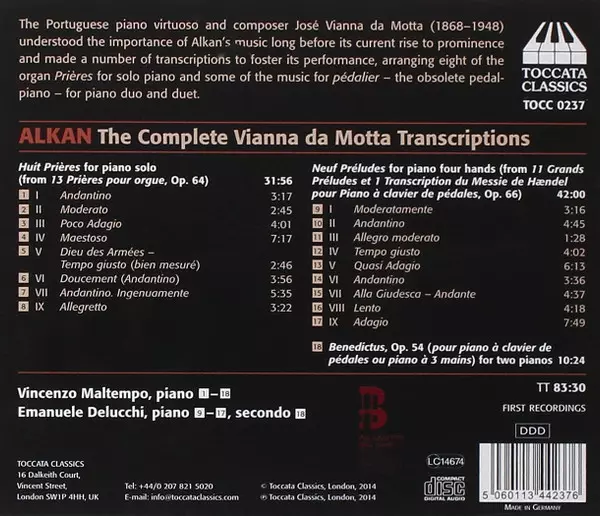 The Portuguese piano virtuoso and composer José Vianna da Motta (1868–1948)
understood the importance of Alkan's music long before its current rise to prominence
and made a number of transcriptions to foster its performance, arranging eight of the
organ Prières for solo piano and some of the music for pédalier – the obsolete pedal-
piano – for piano duo and duet.
TOCCATA
CLASSICS
TOCC 0237
ALKAN The Complete Vianna da Motta Transcriptions
Huit Prières for piano solo
(from 13 Prières pour orgue, Op. 64) 31:56
1 I Andantino 3:17
2 II Moderato 2:45
3 III Poco Adagio 4:01
4 IV Maestoso 7:17
5 V Dieu des Armées –
Tempo giusto (bien mesuré) 2:46
6 VI Doucement (Andantino) 3:56
7 VII Andantino. Ingenuamente 5:35
8 IX Allegretto 3:22
Neuf Préludes for piano four hands (from 11 Grands
Préludes et 1 Transcription du Messie de Hændel
pour Piano à clavier de pédales, Op. 66) 42:00
9 I Moderatamente 3:16
10 II Andantino 4:45
11 III Allegro moderato 1:28
12 IV Tempo giusto 4:02
13 V Quasi Adagio 6:13
14 VI Andantino 3:36
15 VII Alla Giudesca – Andante 4:37
16 VIII Lento 4:18
17 IX Adagio 7:49
18 Benedictus, Op. 54 (pour piano à clavier de
pédales ou piano à 3 mains) for two pianos 10:24
Vincenzo Maltempo, piano 1–18
Emanuele Delucchi, piano 9–17, secondo 18
TT 83:30
FIRST RECORDINGS
DDD
TOCCATA CLASSICS
16 Dalkeith Court,
Vincent Street,
London SW1P 4HH, UK
Tel: +44/0 207 821 5020
E-mail: info@toccataclassics.com
© Toccata Classics, London, 2014
℗ Toccata Classics, London, 2014
LC14674
COMPACT
disc
DIGITAL AUDIO
5 060113 442376
MADE IN GERMANY